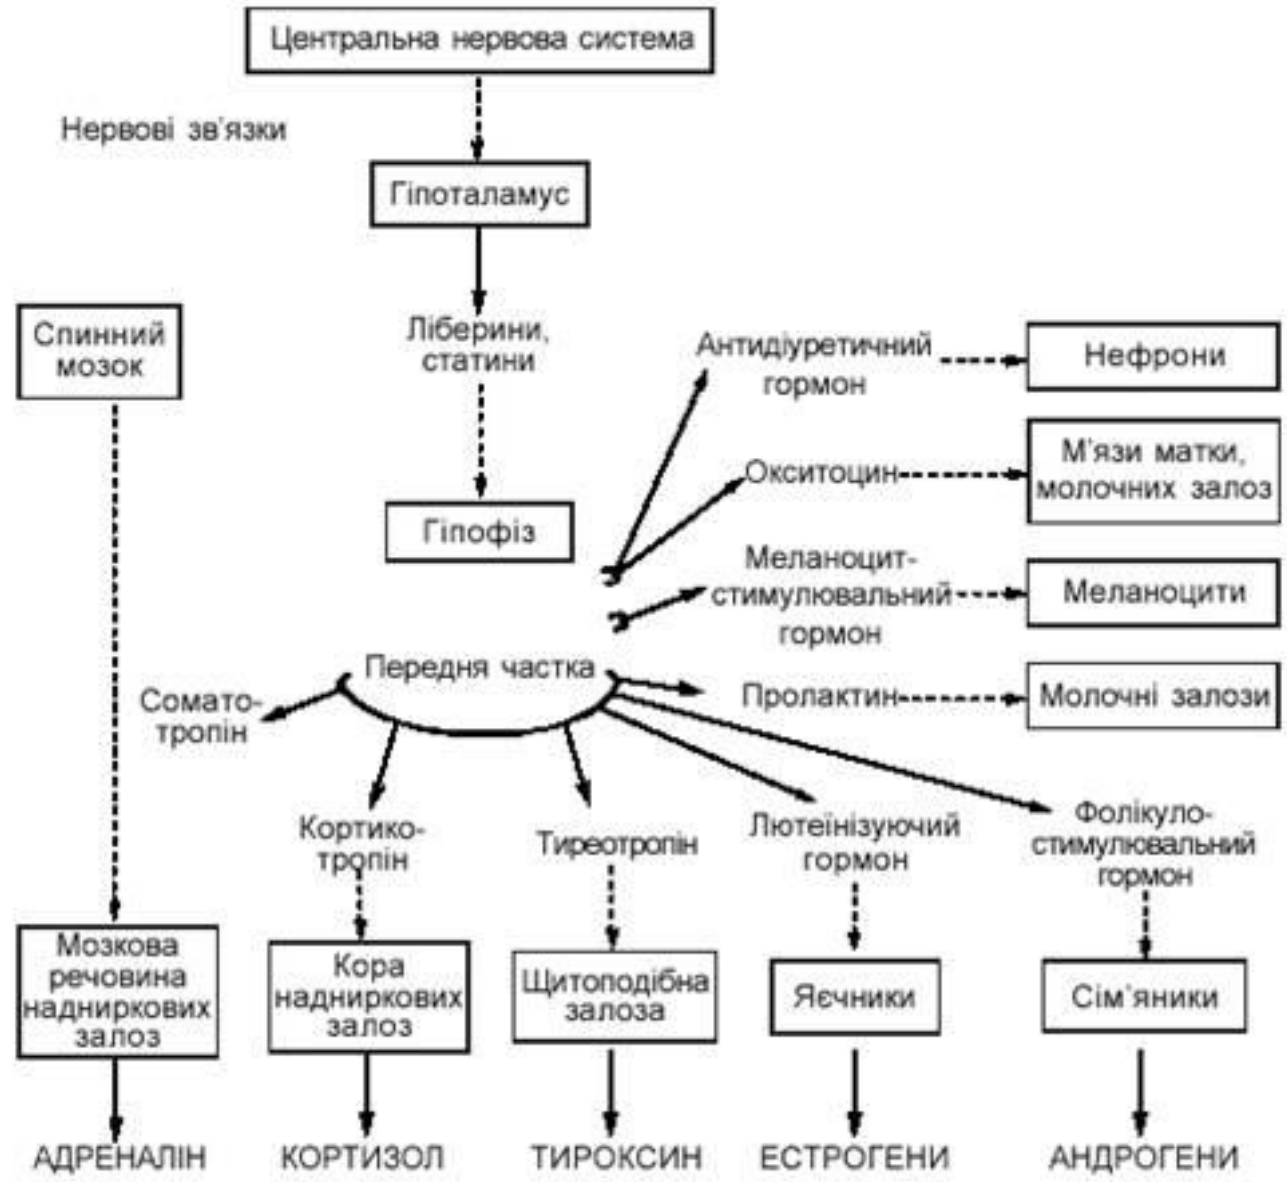 Центральна нервова система
Нервові зв'язки
Гіпоталамус
Ліберини,
статини
Спинний
мозок
Гіпофіз
Антидіуретичний
гормон
Нефрони
Окситоцин
М'язи матки,
молочних залоз
Меланоцит-
стимулювальний
гормон
Меланоцити
Передня частка
Пролактин
Молочні залози
Сомато-
тропін
Кортико-
тропін
Тиреотропін
Лютеїнізуючий
гормон
Фолікуло-
стимулювальний
гормон
Мозкова
речовина
надниркових
залоз
Кора
надниркових
залоз
Щитоподібна
залоза
Яєчники
Сім'яники
АДРЕНАЛІН
КОРТИЗОЛ
ТИРОКСИН
ЕСТРОГЕНИ
АНДРОГЕНИ